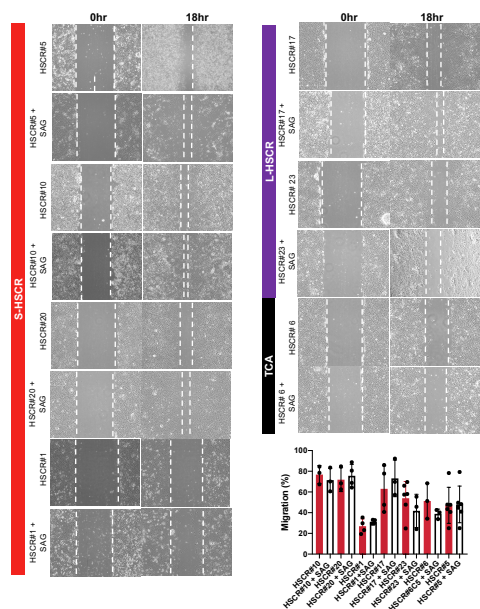 0hr 18hr
S-HSCR
HSCR#5
HSCR#5 +
SAG
HSCR#10
HSCR#10 +
SAG
HSCR#20
HSCR#20 +
SAG
HSCR#1
HSCR#1 +
SAG
0hr 18hr
L-HSCR
HSCR#17
HSCR#17 +
SAG
HSCR# 23
HSCR#23 +
SAG
TCA
HSCR# 6
HSCR# 6 +
SAG
Migration (%)
100
80
60
40
20
0
HSCR#10
HSCR#10 + SAG
HSCR#20
HSCR#20 + SAG
HSCR#1
HSCR#1+SAG
HSCR#17
HSCR#17 + SAG
HSCR#23
HSCR#23 + SAG
HSCR#6
HSCR#6C5 + SAG
HSCR#5
HSCR#5 + SAG